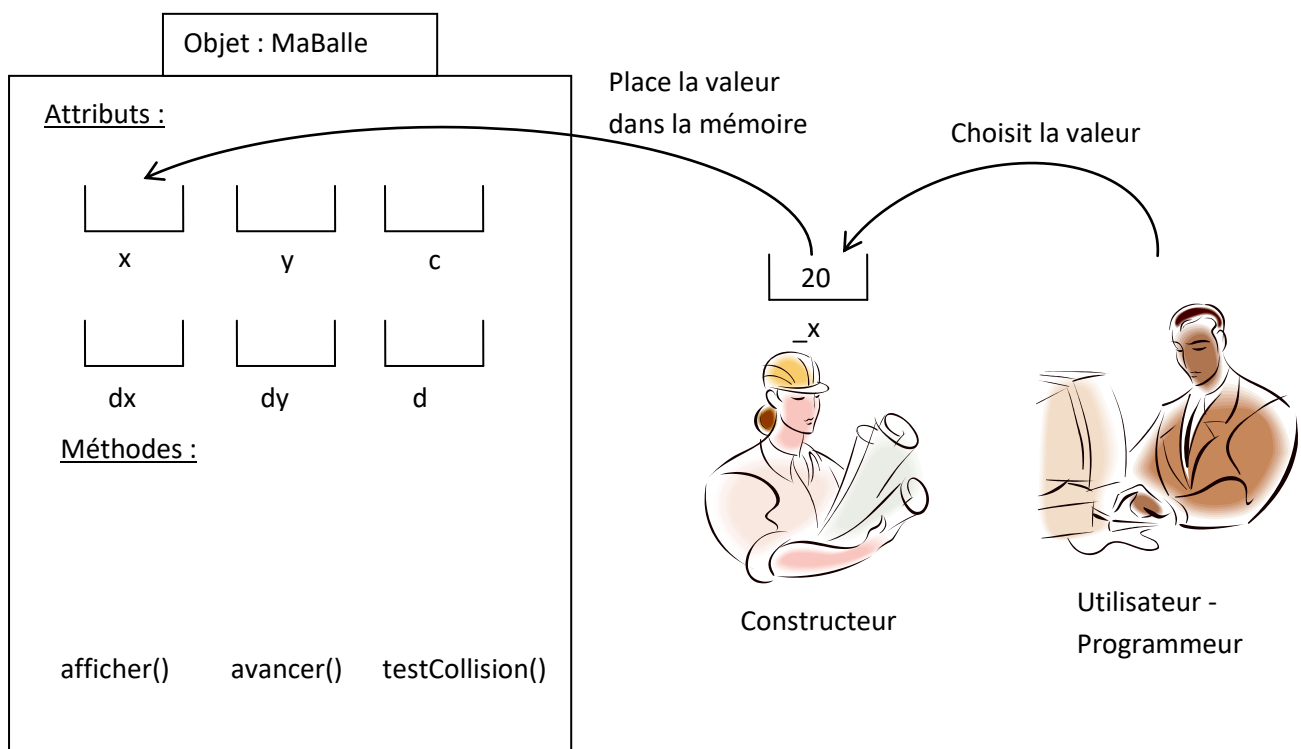 Objet : MaBalle
Attributs :
x y c
dx dy d
Méthodes :
afficher() avancer() testCollision()
Place la valeur
dans la mémoire
Choisit la valeur
20
_x
Constructeur
Utilisateur -
Programmeur